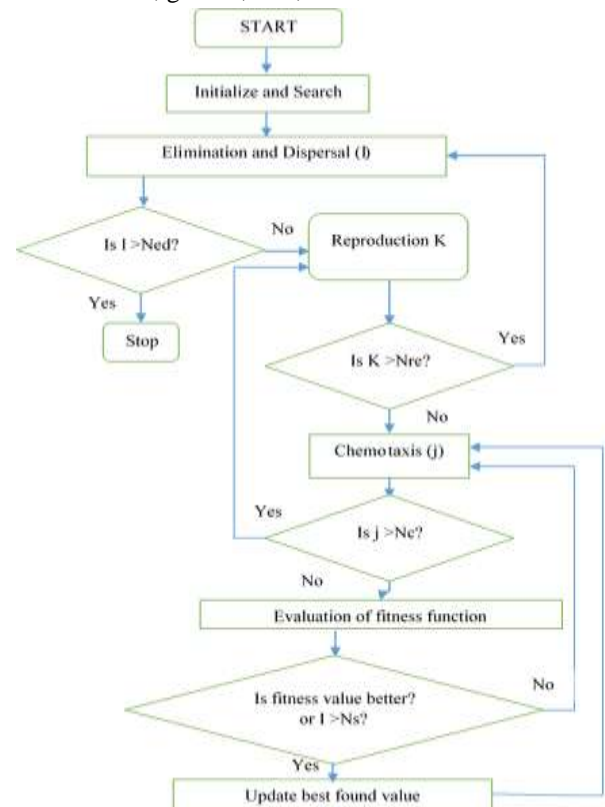 START
Initialize and Search
Elimination and Dispersal (I)
Is I >Ned?
No
Reproduction K
Yes
Stop
Is K >Nre?
Yes
No
Chemotaxis (j)
Yes
Is j >Nc?
No
Evaluation of fitness function
Is fitness value better?
or I >Ns?
No
Yes
Update best found value